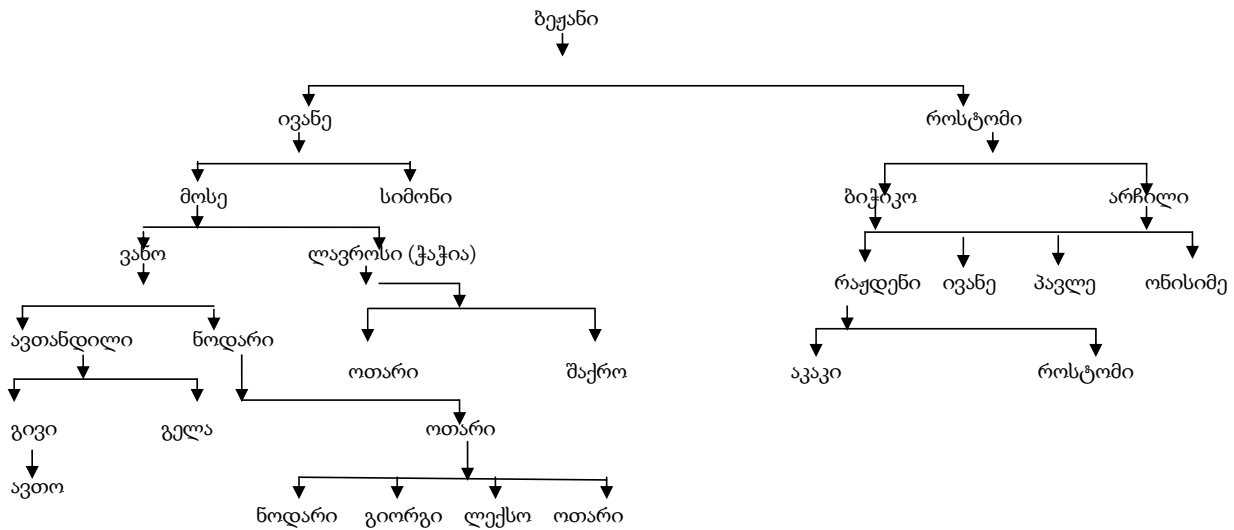 ბეჟანი
ივანე როსტომი
მოსე სიმონი ბიჭიკო არჩილი
ვანო ლავროსი (ჭაჭია)
რაჟდენი ივანე პავლე ონისიმე
ავთანდილი ნოდარი
ოთარი შაქრო აკაკი როსტომი
გივი გელა ოთარი
ავთო
ნოდარი გიორგი ლექსო ოთარი